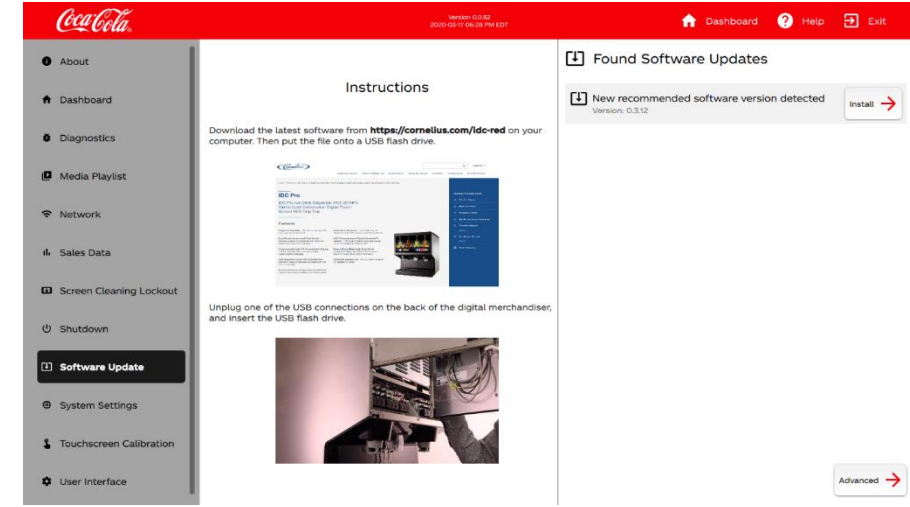 Coca-Cola
Version 0.0.52
2020-03-17 06:28 PM EDT
Dashboard
Help
Exit
About
Dashboard
Diagnostics
Media Playlist
Network
Sales Data
Screen Cleaning Lockout
Shutdown
Software Update
System Settings
Touchscreen Calibration
User Interface
Instructions
Download the latest software from https://cornelius.com/idc-red on your
computer. Then put the file onto a USB flash drive.
IDC Pro
Unplug one of the USB connections on the back of the digital merchandiser,
and insert the USB flash drive.
Found Software Updates
New recommended software version detected
Version: 0.3.12
Install
Advanced